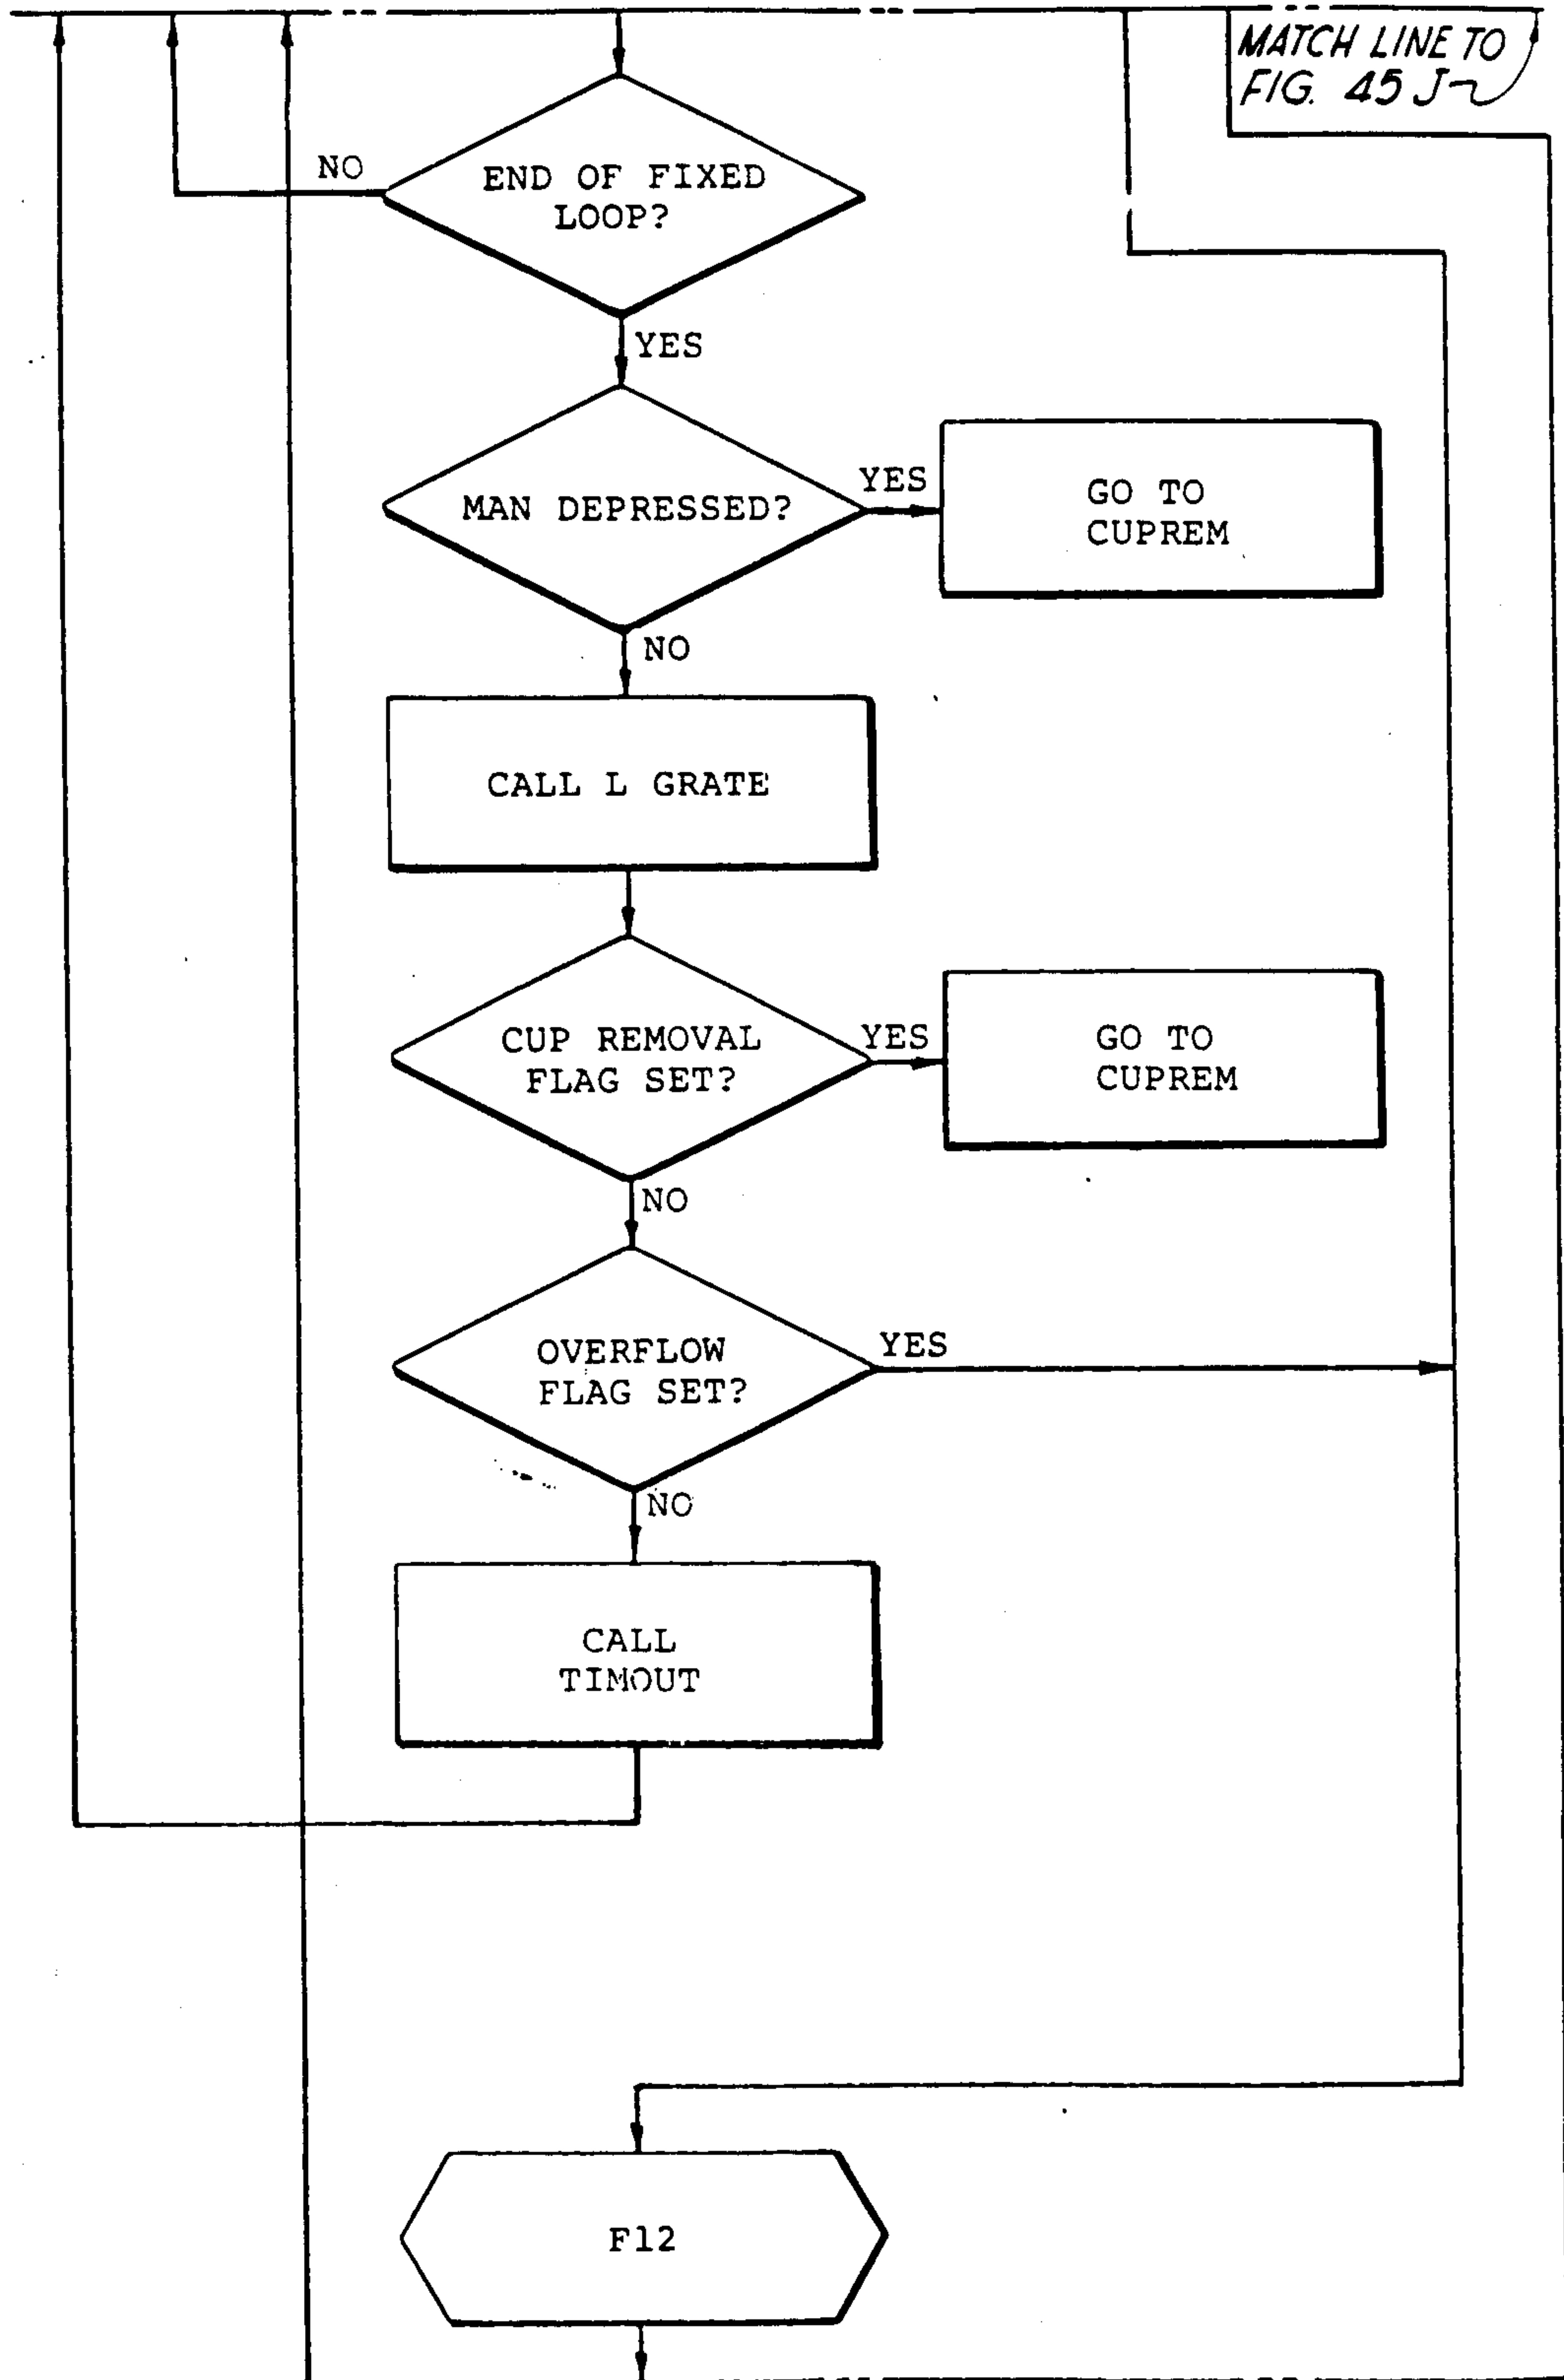 MATCH LINE TO
FIG. 45 J
NO
END OF FIXED
LOOP?
YES
MAN DEPRESSED?
YES
GO TO
CUPREM
NO
CALL L GRATE
CUP REMOVAL
FLAG SET?
YES
GO TO
CUPREM
NO
OVERFLOW
FLAG SET?
YES
NO
CALL
TIMOUT
F12